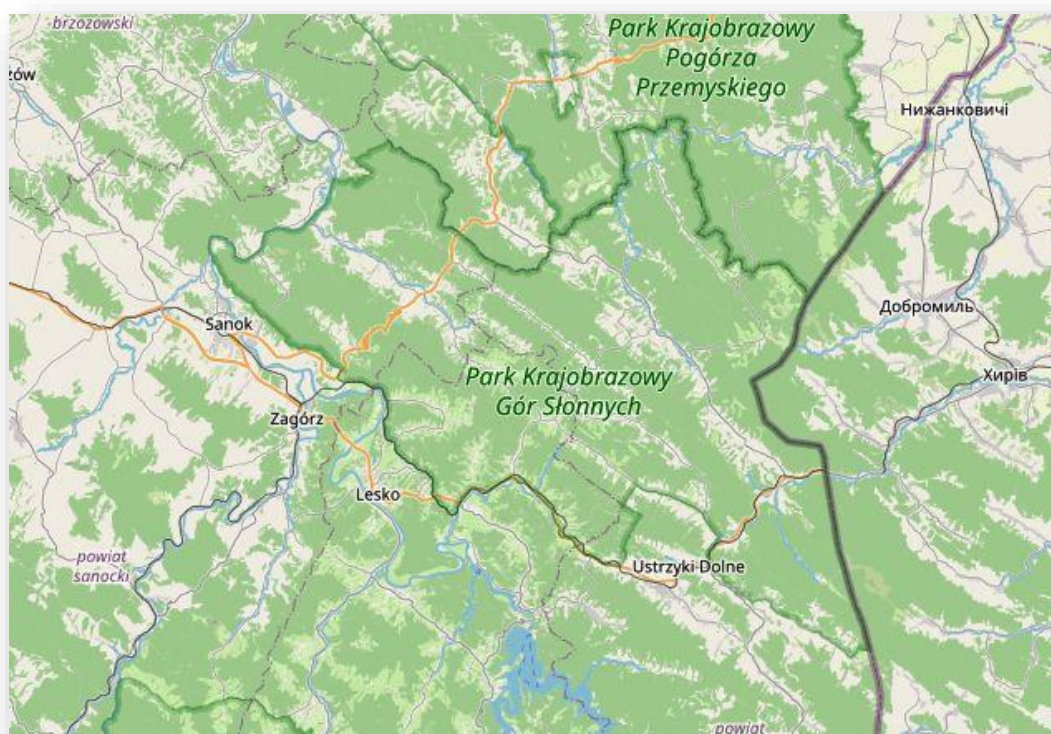 brzozowski
zów
Park Krajobrazowy
Pogórza
Przemyskiego
Нижанковичі
Добромиль
Sanok
Хирів
Park Krajobrazowy
Gór Słonnych
Zagórz
Lesko
powiat
sanocki
Ustrzyki Dolne
powiat